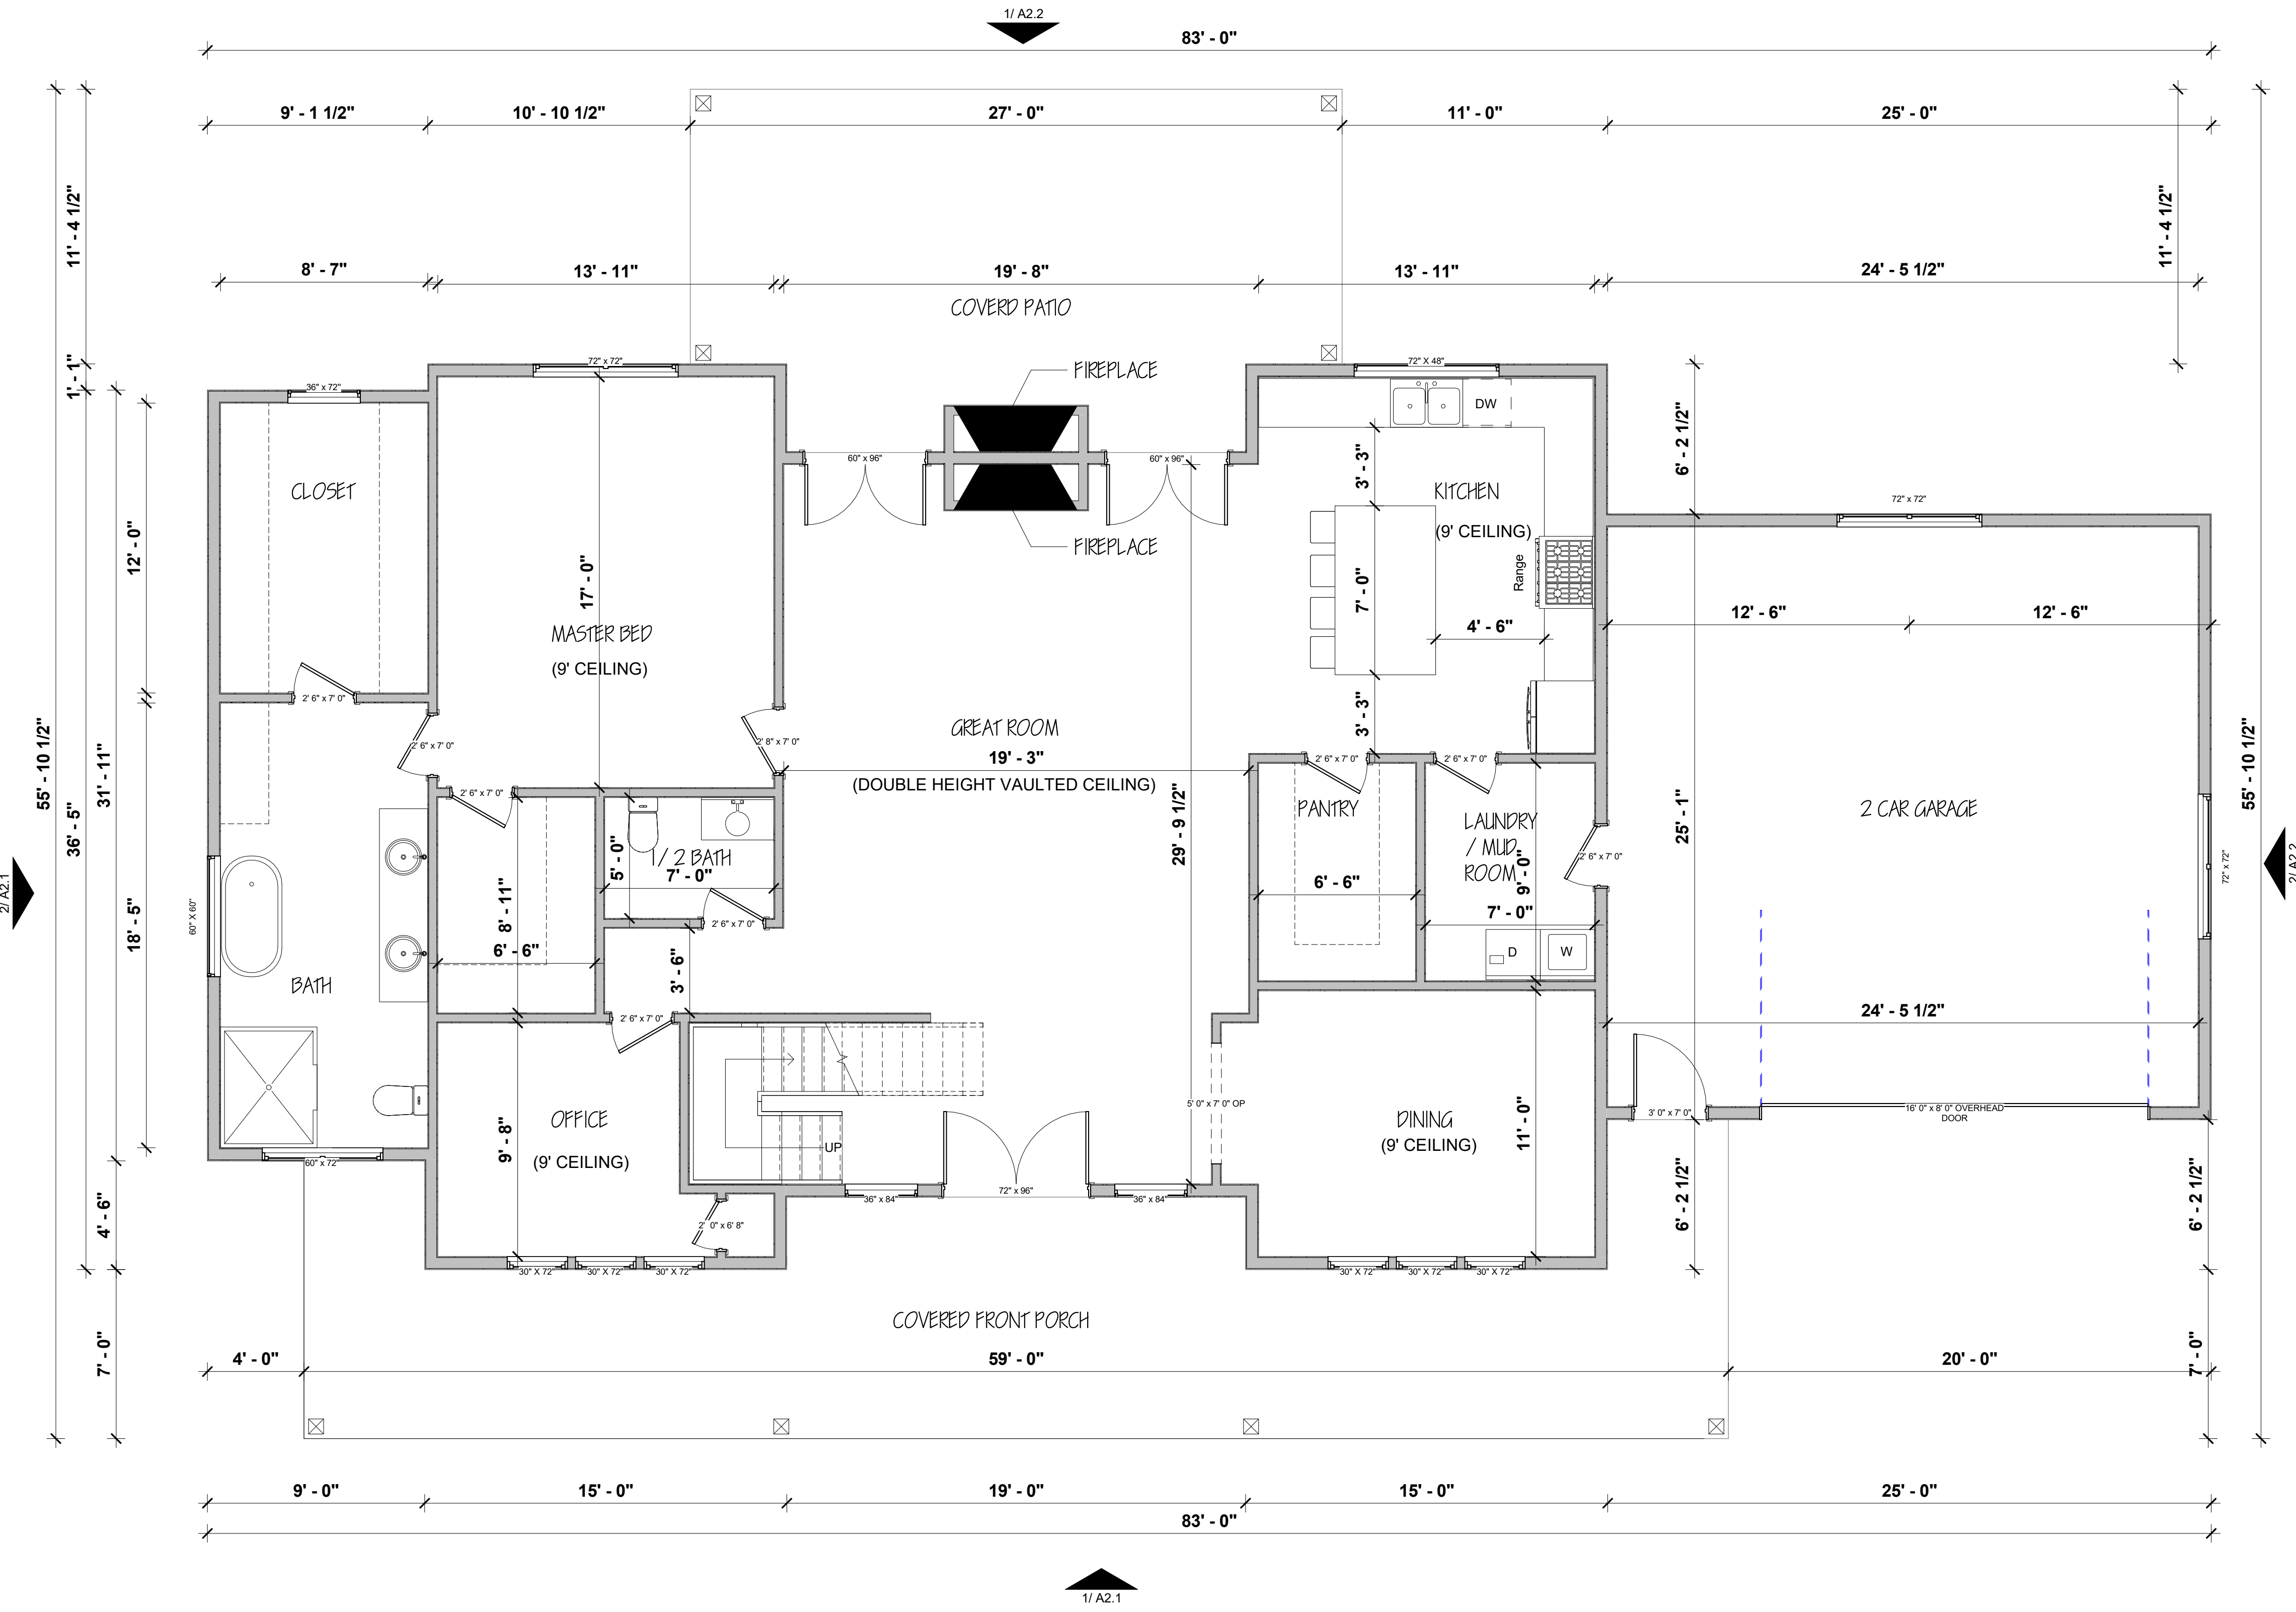 1/ A2.2
83' - 0"
9' - 1 1/2"
10' - 10 1/2"
27' - 0"
11' - 0"
25' - 0"
11' - 4 1/2"
11' - 4 1/2"
8' - 7"
13' - 11"
19' - 8"
13' - 11"
24' - 5 1/2"
COVERD PATIO
1' - 1"
72" x 72"
FIREPLACE
72" X 48"
36" x 72"
DW
6' - 2 1/2"
60" x 96"
60" x 96"
3' - 3"
CLOSET
KITCHEN
72" x 72"
(9' CEILING)
FIREPLACE
12' - 0"
17' - 0"
Range
7' - 0"
12' - 6"
12' - 6"
MASTER BED
4' - 6"
(9' CEILING)
2' 6" x 7' 0"
3' - 3"
GREAT ROOM
2' 6" x 7' 0"
2' 8" x 7' 0"
19' - 3"
2' 6" x 7' 0"
2' 6" x 7' 0"
(DOUBLE HEIGHT VAULTED CEILING)
55' - 10 1/2"
36' - 5"
31' - 11"
55' - 10 1/2"
2' 6" x 7' 0"
29' - 9 1/2"
25' - 1"
PANTRY
2 CAR GARAGE
LAUNDRY
/ MUD
ROOM
9' - 0"
2' 6" x 7' 0"
5' - 0"
1/ 2 BATH
7' - 0"
72" x 72"
2/ A2.1
2/ A2.2
60" X 60"
18' - 5"
8' - 11"
6' - 6"
7' - 0"
2' 6" x 7' 0"
6' - 6"
D
W
3' - 6"
BATH
24' - 5 1/2"
2' 6" x 7' 0"
5' 0" x 7' 0" OP
16' 0" x 8' 0" OVERHEAD
DOOR
3' 0" x 7' 0"
OFFICE
DINING
11' - 0"
9' - 8"
UP
(9' CEILING)
(9' CEILING)
60" x 72"
4' - 6"
6' - 2 1/2"
6' - 2 1/2"
36" x 84"
72" x 96"
36" x 84"
2' 0" x 6' 8"
30" X 72"
30" X 72"
30" X 72"
30" X 72"
30" X 72"
30" X 72"
COVERED FRONT PORCH
7' - 0"
7' - 0"
4' - 0"
59' - 0"
20' - 0"
9' - 0"
15' - 0"
19' - 0"
15' - 0"
25' - 0"
83' - 0"
1/ A2.1